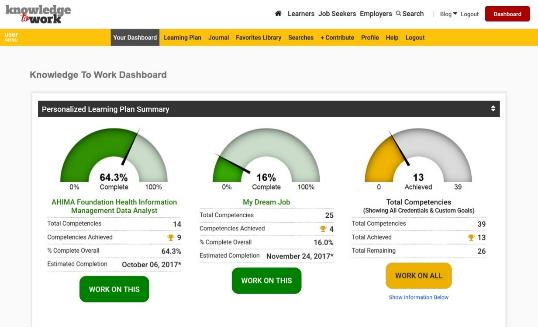 knowledge
to work
Learners Job Seekers Employers Search
Blog Logout
Dashboard
USER
MENU
Your Dashboard Learning Plan Journal Favorites Library Searches + Contribute Profile Help Logout
Knowledge To Work Dashboard
Personalized Learning Plan Summary
64.3%
0% Complete 100%
AHIMA Foundation Health Information
Management Data Analyst
Total Competencies 14
Competencies Achieved 9
% Complete Overall 64.3%
Estimated Completion October 06, 2017*
WORK ON THIS
16%
0% Complete 100%
My Dream Job
Total Competencies 25
Competencies Achieved 4
% Complete Overall 16.0%
Estimated Completion November 24, 2017*
WORK ON THIS
13
0 Achieved 39
Total Competencies
(Showing All Credentials & Custom Goals)
Total Competencies 39
Total Achieved 13
Total Remaining 26
WORK ON ALL
Show Information Below